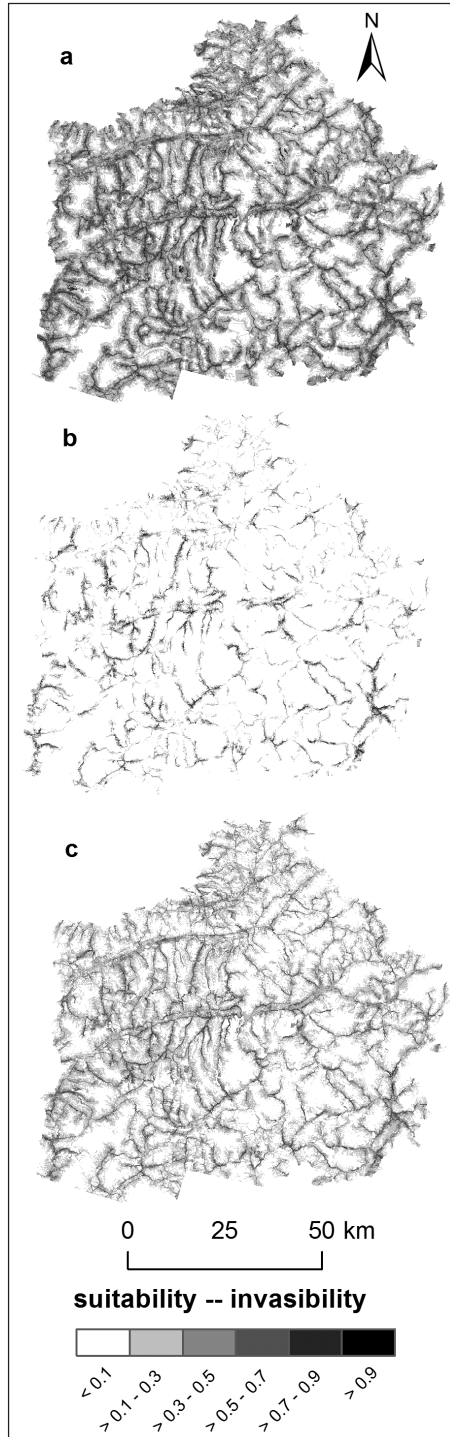 N
a
b
c
0 25 50 km
suitability -- invasibility
< 0.1
> 0.1 - 0.3
> 0.3 - 0.5
> 0.5 - 0.7
> 0.7 - 0.9
> 0.9